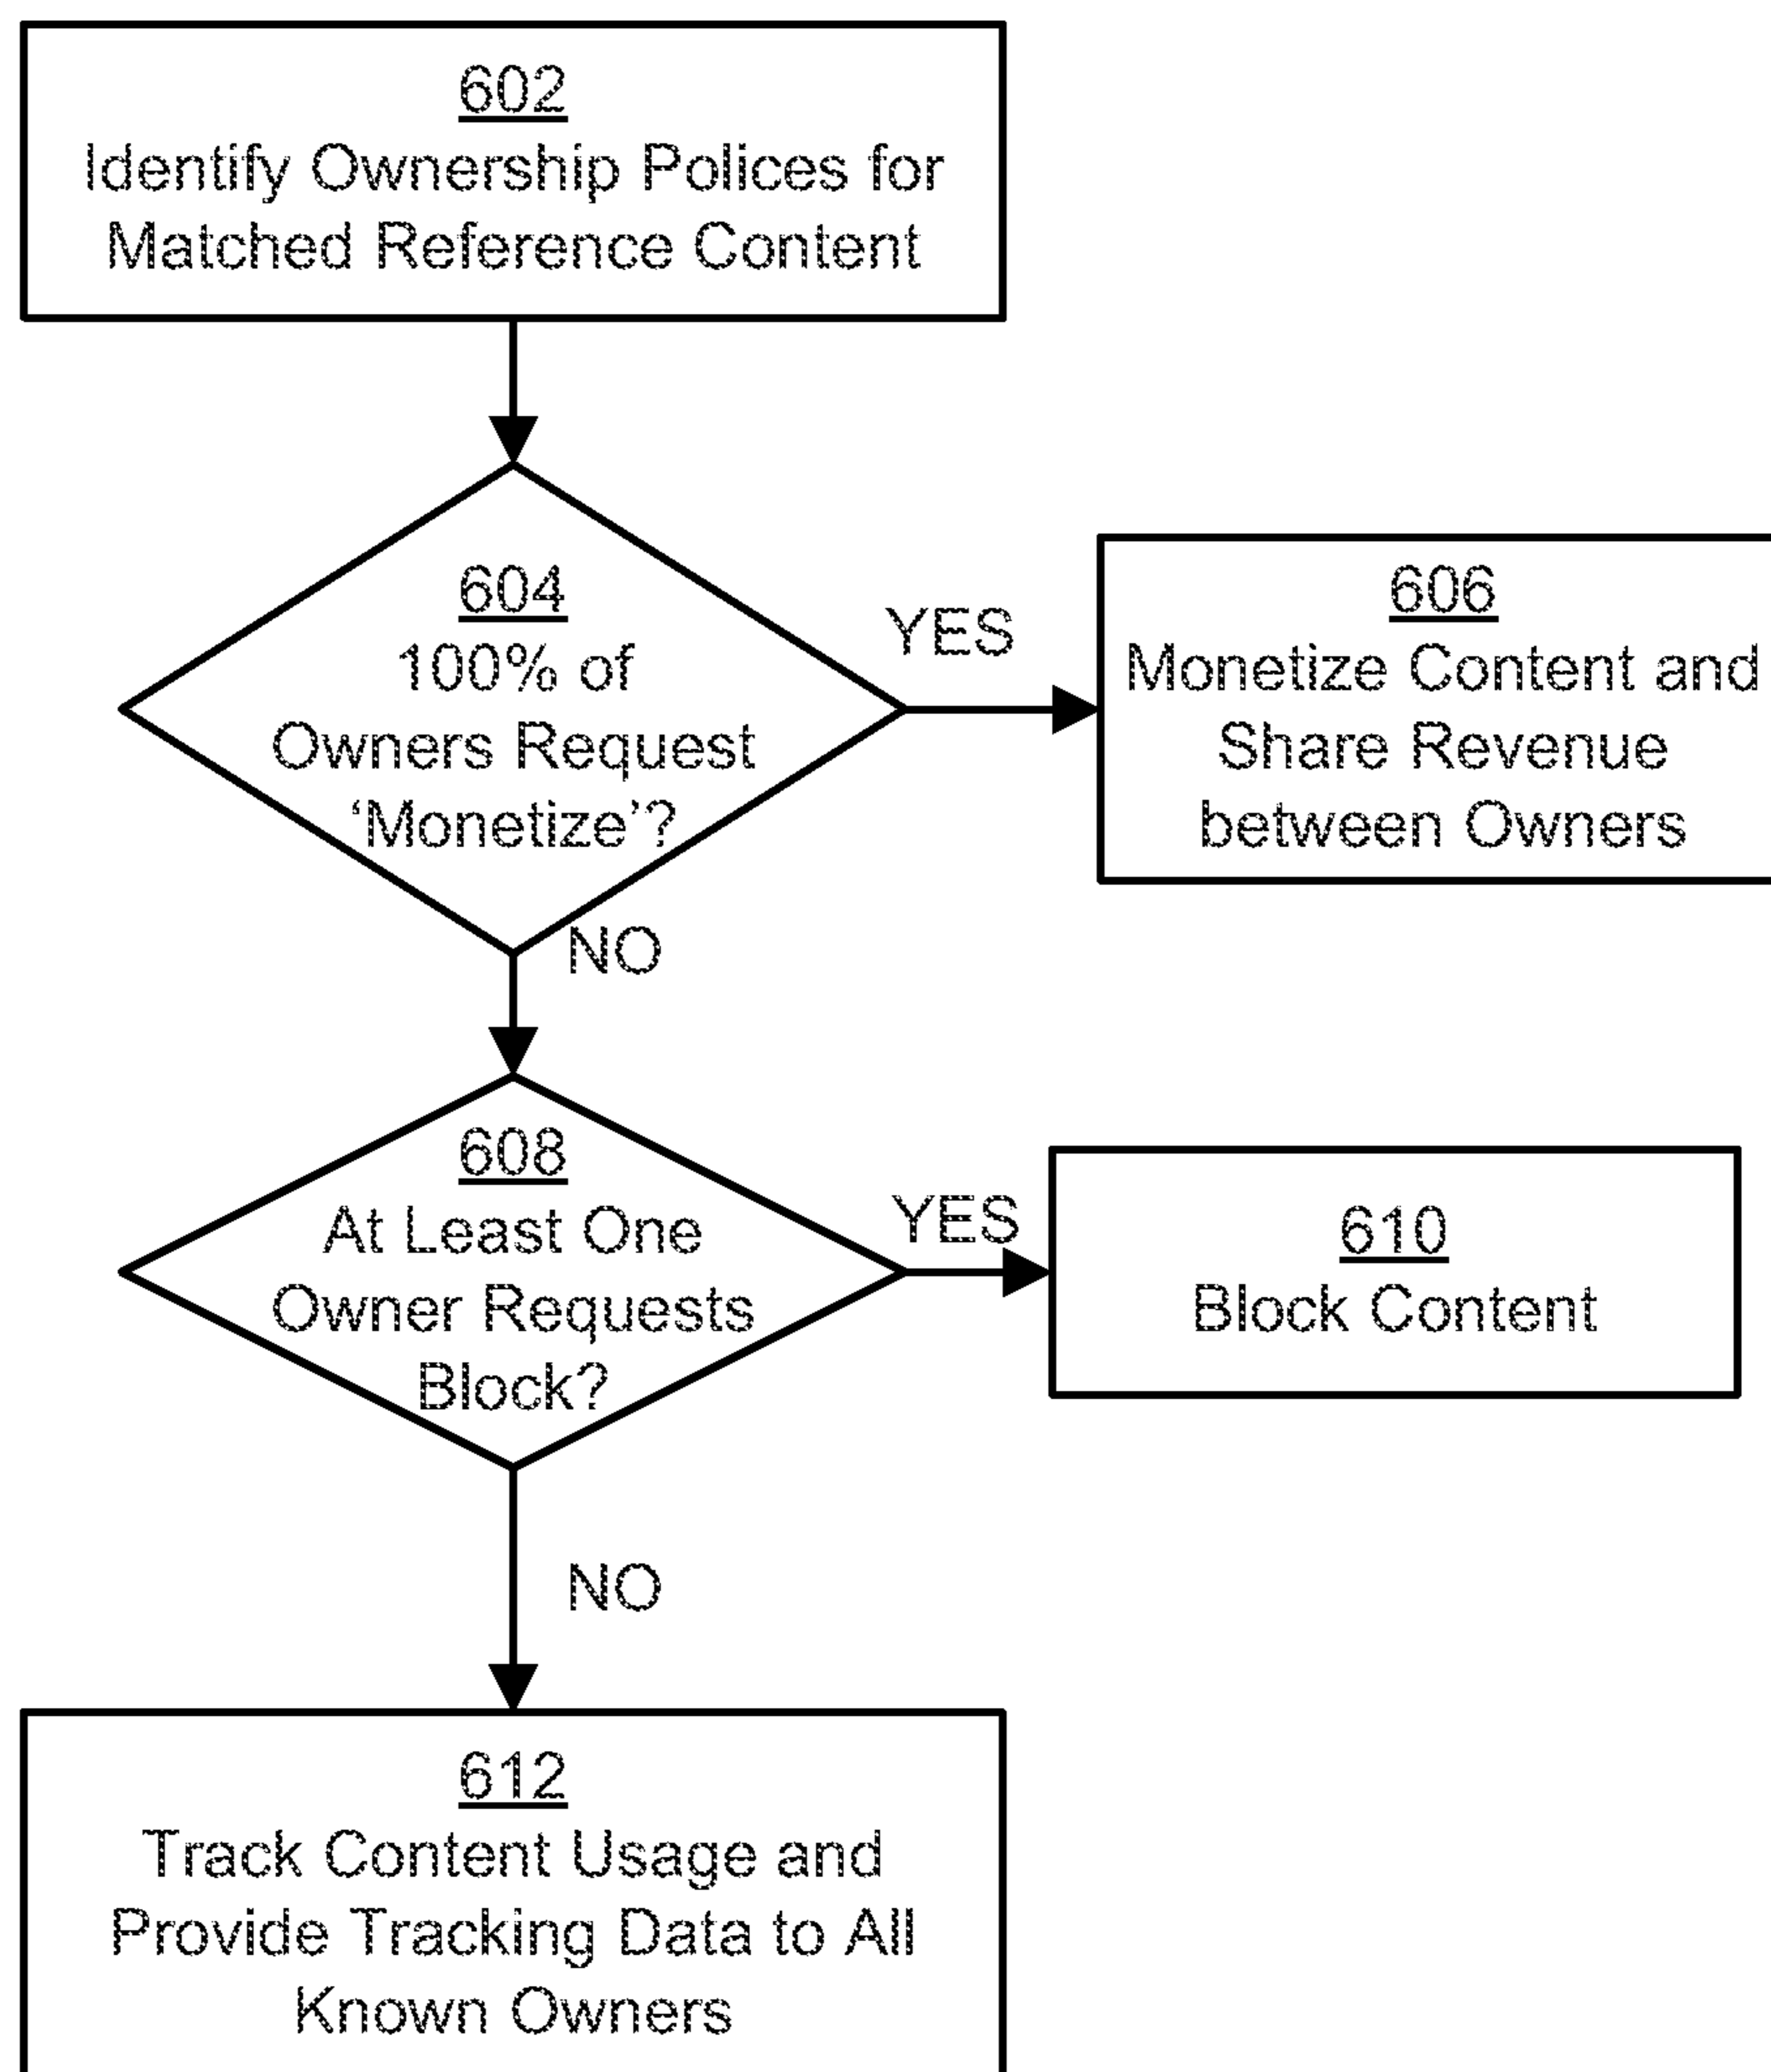 602
Identify Ownership Polices for
Matched Reference Content
604
100% of
Owners Request
‘Monetize’?
YES
606
Monetize Content and
Share Revenue
between Owners
NO
608
At Least One
Owner Requests
Block?
YES
610
Block Content
NO
612
Track Content Usage and
Provide Tracking Data to All
Known Owners